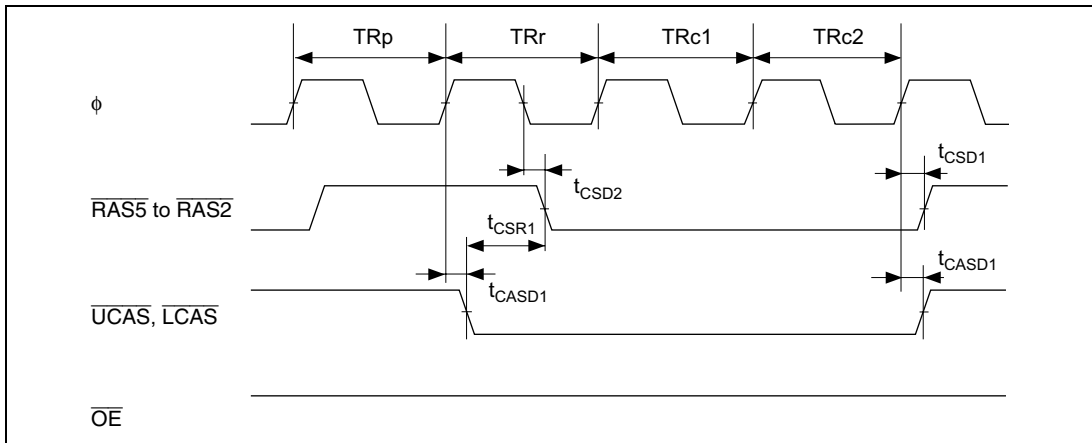 TRp TRr TRc1 TRc2
ϕ
tCSD1
tCSD2
RAS5 to RAS2
tCSR1
tCASD1
tCASD1
UCAS, LCAS
OE